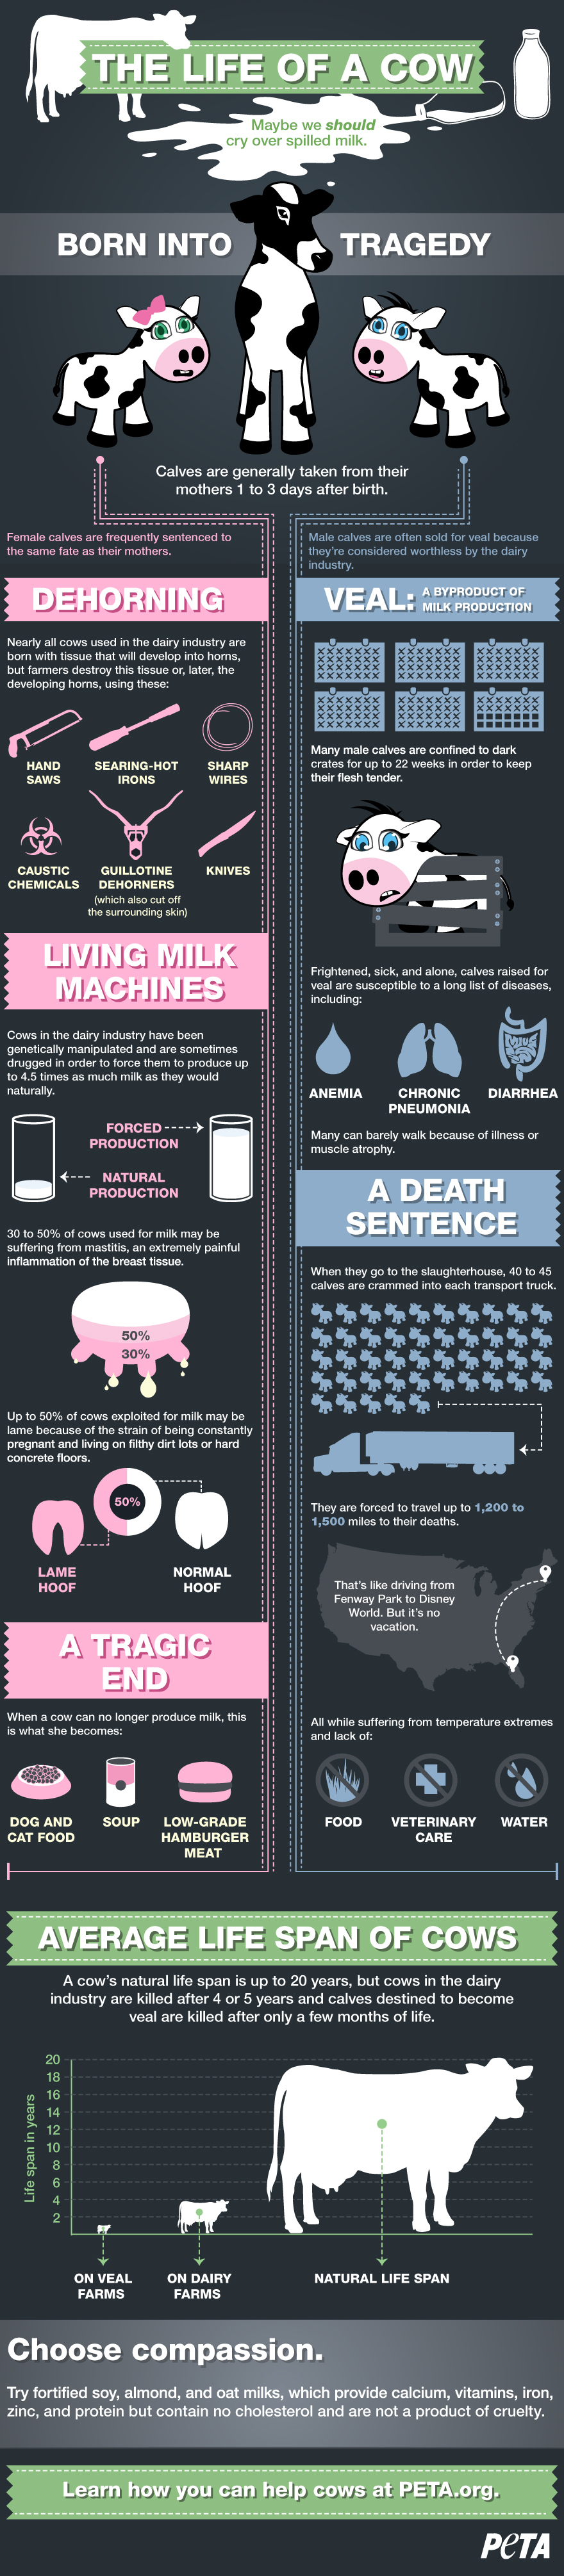 THE LIFE OF A COW
Maybe we should
cry over spilled milk.
BORN INTO TRAGEDY
Calves are generally taken from their
mothers 1 to 3 days after birth.
Female calves are frequently sentenced to
the same fate as their mothers.
DEHORNING
Nearly all cows used in the dairy industry are
born with tissue that will develop into horns,
but farmers destroy this tissue or, later, the
developing horns, using these:
HAND
SAWS
SEARING-HOT
IRONS
SHARP
WIRES
CAUSTIC
CHEMICALS
GUILLOTINE
DEHORNERS
(which also cut off
the surrounding skin)
KNIVES
LIVING MILK
MACHINES
Cows in the dairy industry have been
genetically manipulated and are sometimes
drugged in order to force them to produce up
to 4.5 times as much milk as they would
naturally.
FORCED
PRODUCTION
NATURAL
PRODUCTION
30 to 50% of cows used for milk may be
suffering from mastitis, an extremely painful
inflammation of the breast tissue.
50%
30%
Up to 50% of cows exploited for milk may be
lame because of the strain of being constantly
pregnant and living on filthy dirt lots or hard
concrete floors.
50%
LAME
HOOF
NORMAL
HOOF
A TRAGIC
END
When a cow can no longer produce milk, this
is what she becomes:
DOG AND
CAT FOOD
SOUP
LOW-GRADE
HAMBURGER
MEAT
Male calves are often sold for veal because
they're considered worthless by the dairy
industry.
VEAL: A BYPRODUCT OF
MILK PRODUCTION
Many male calves are confined to dark
crates for up to 22 weeks in order to keep
their flesh tender.
Frightened, sick, and alone, calves raised for
veal are susceptible to a long list of diseases,
including:
ANEMIA
CHRONIC
PNEUMONIA
DIARRHEA
Many can barely walk because of illness or
muscle atrophy.
A DEATH
SENTENCE
When they go to the slaughterhouse, 40 to 45
calves are crammed into each transport truck.
They are forced to travel up to 1,200 to
1,500 miles to their deaths.
That's like driving from
Fenway Park to Disney
World. But it's no
vacation.
All while suffering from temperature extremes
and lack of:
FOOD
VETERINARY
CARE
WATER
AVERAGE LIFE SPAN OF COWS
A cow's natural life span is up to 20 years, but cows in the dairy
industry are killed after 4 or 5 years and calves destined to become
veal are killed after only a few months of life.
Life span in years
20
18
16
14
12
10
8
6
4
2
ON VEAL
FARMS
ON DAIRY
FARMS
NATURAL LIFE SPAN
Choose compassion.
Try fortified soy, almond, and oat milks, which provide calcium, vitamins, iron,
zinc, and protein but contain no cholesterol and are not a product of cruelty.
Learn how you can help cows at PETA.org.
PETA